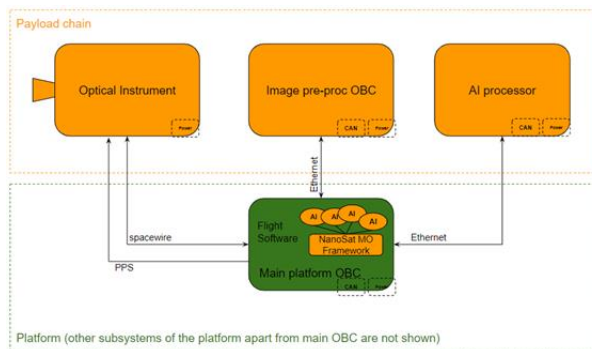 Payload chain
Optical Instrument
Power
Image pre-proc OBC
CAN
Power
AI processor
CAN
Power
Ethernet
spacewire
PPS
Flight
Software
AI
AI
AI
AI
NanoSat MO
Framework
Main platform OBC
CAN
Power
Ethernet
Platform (other subsystems of the platform apart from main OBC are not shown)